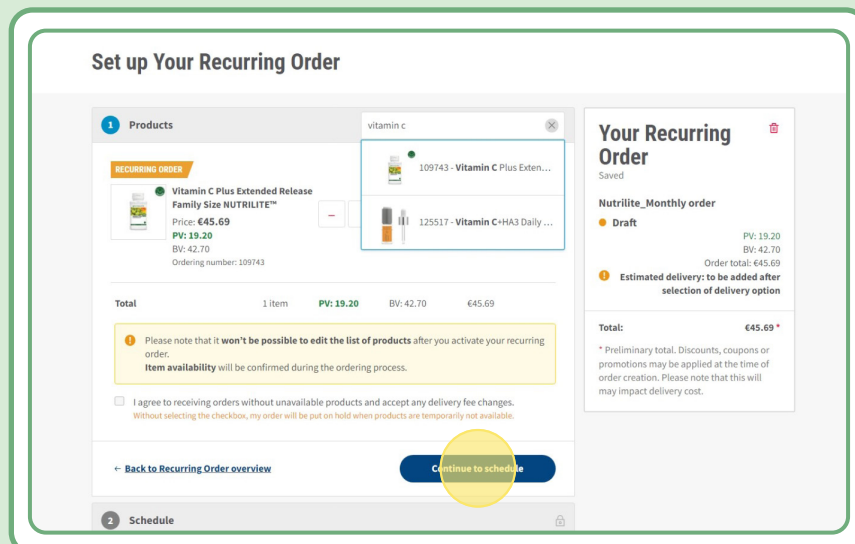 Set up Your Recurring Order
1 Products
vitamin c
109743 - Vitamin C Plus Exten...
125517 - Vitamin C+HA3 Daily ...
RECURRING ORDER
Vitamin C Plus Extended Release
Family Size NUTRILITE™
Price: €45.69
PV: 19.20
BV: 42.70
Ordering number: 109743
Total 1 item PV: 19.20 BV: 42.70 €45.69
Please note that it won't be possible to edit the list of products after you activate your recurring
order.
Item availability will be confirmed during the ordering process.
I agree to receiving orders without unavailable products and accept any delivery fee changes.
Without selecting the checkbox, my order will be put on hold when products are temporarily not available.
← Back to Recurring Order overview
Continue to schedule
2 Schedule
Your Recurring
Order
Saved
Nutrilite_Monthly order
Draft
PV: 19.20
BV: 42.70
Order total: €45.69
Estimated delivery: to be added after
selection of delivery option
Total: €45.69 *
* Preliminary total. Discounts, coupons or
promotions may be applied at the time of
order creation. Please note that this will
may impact delivery cost.